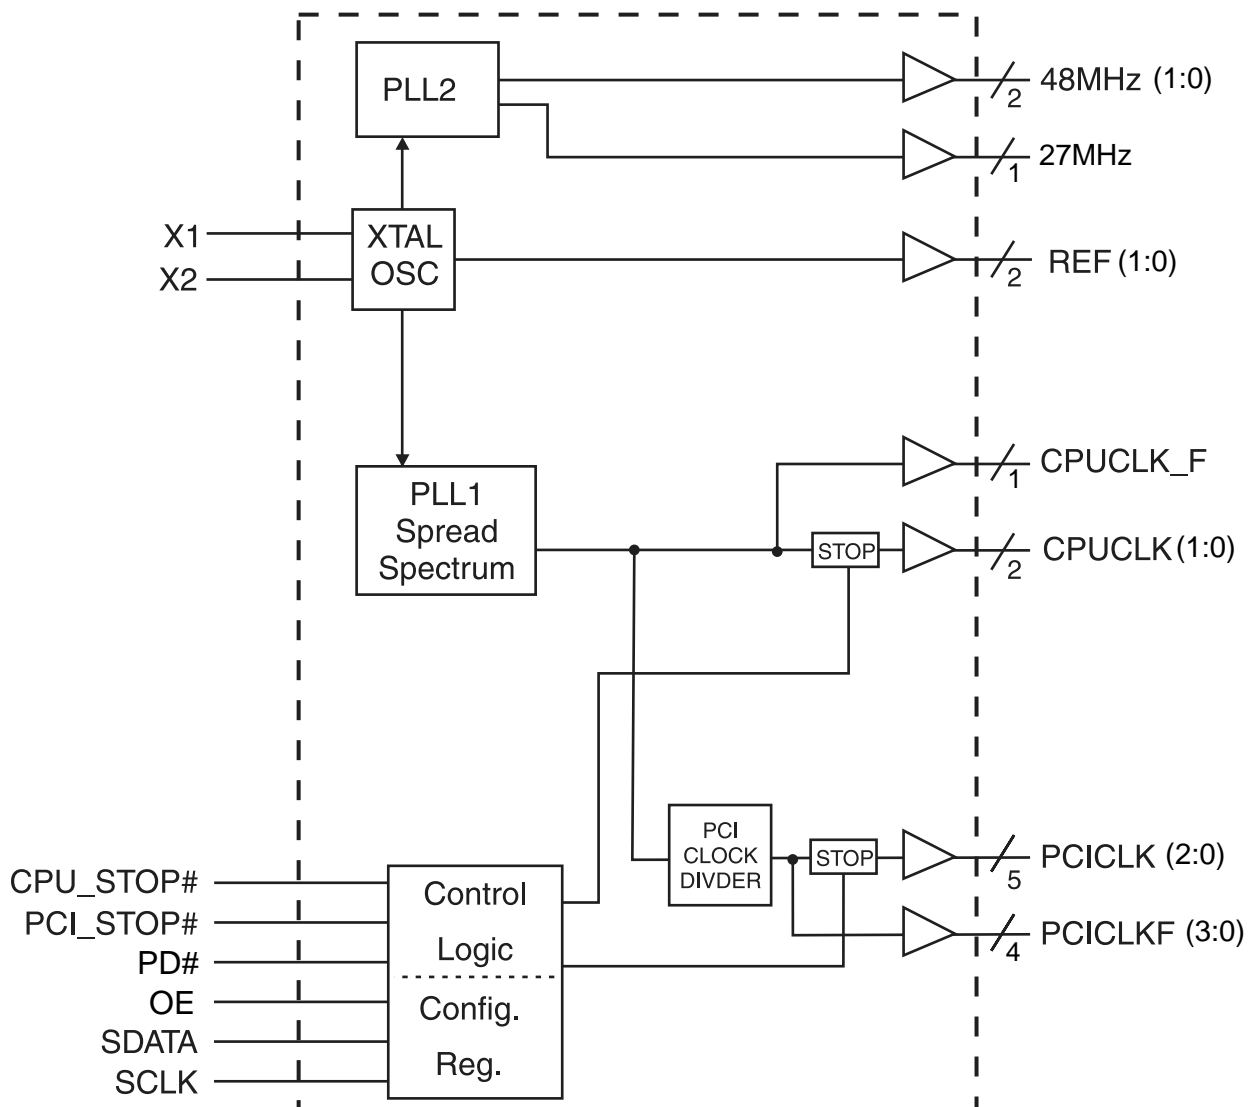 PLL2
48MHz (1:0)
2
27MHz
1
X1
X2
XTAL
OSC
REF (1:0)
2
PLL1
Spread
Spectrum
CPUCLK_F
1
STOP
CPUCLK (1:0)
2
PCI
CLOCK
DIVDER
STOP
PCICLK (2:0)
5
PCICLKF (3:0)
4
CPU_STOP#
PCI_STOP#
PD#
OE
SDATA
SCLK
Control
Logic
Config.
Reg.